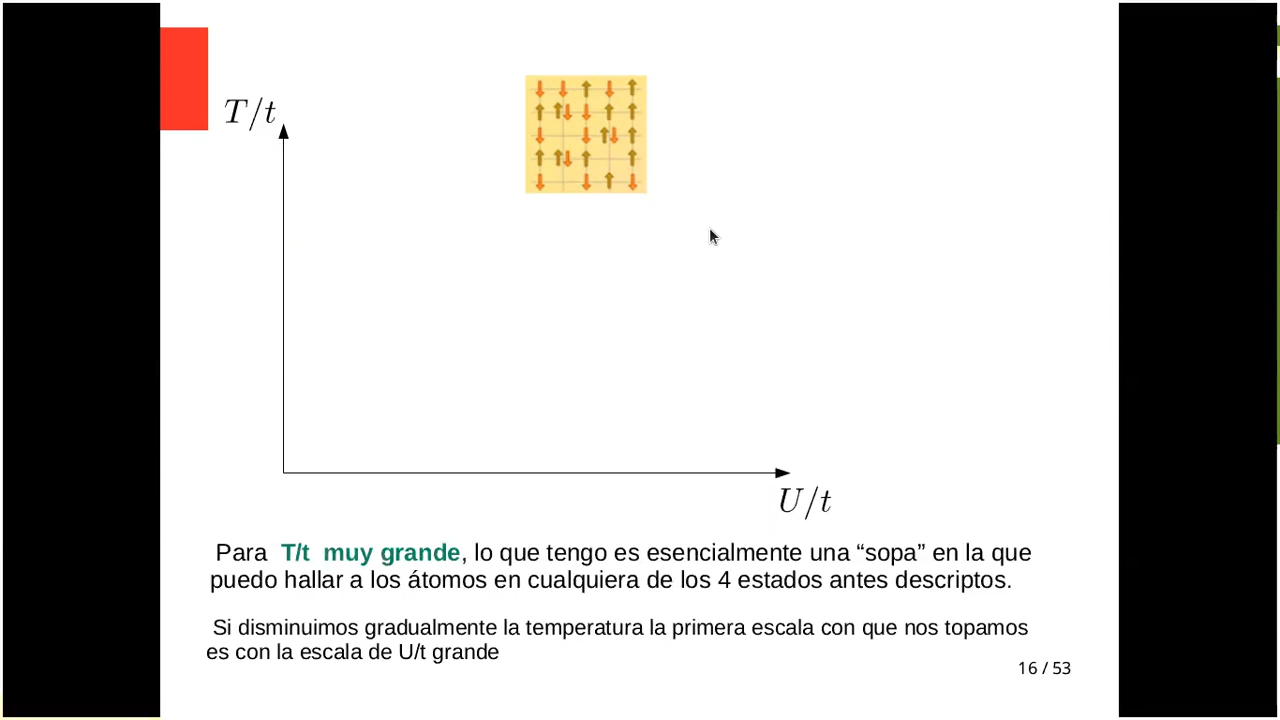 T/t
U/t
Para T/t muy grande, lo que tengo es esencialmente una “sopa” en la que
puedo hallar a los átomos en cualquiera de los 4 estados antes descriptos.
Si disminuimos gradualmente la temperatura la primera escala con que nos topamos
es con la escala de U/t grande
16 / 53